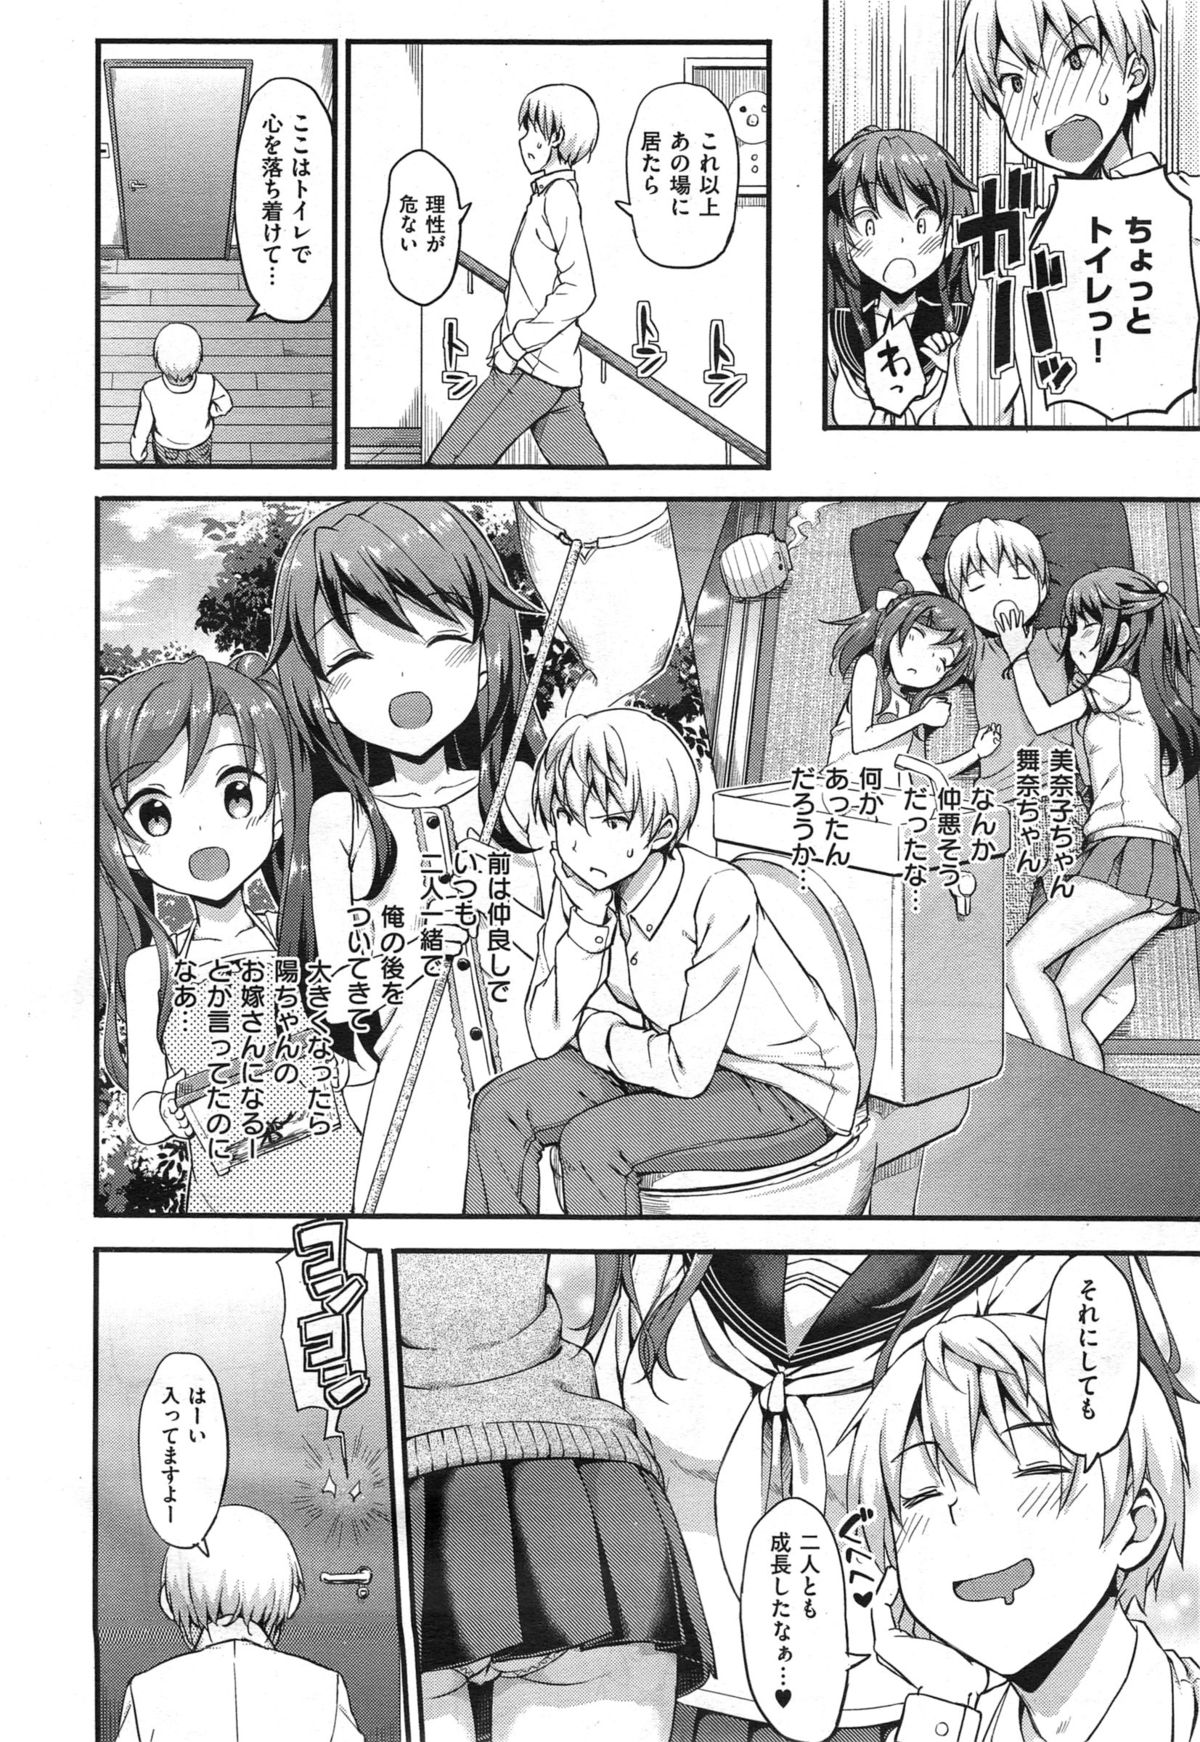 ちょっと
トイレっ！
ガバッ
わっ
これ以上
あの場に
居たら
理性が
危ない
トン
トン
ここはトイレで
心を落ち着けて…
美奈子ちゃん
舞奈ちゃん
なんか
仲悪そう
だったな…
何か
あったん
だろうか…
前は仲良しで
いつも
二人一緒で
俺の後を
ついてきて
大きくなったら
陽ちゃんの
お嫁さんになるー
とか言ってたのに
なあ…
それにしても
二人とも
成長したなぁ…♥
コン
コン
はーい
入ってますよー